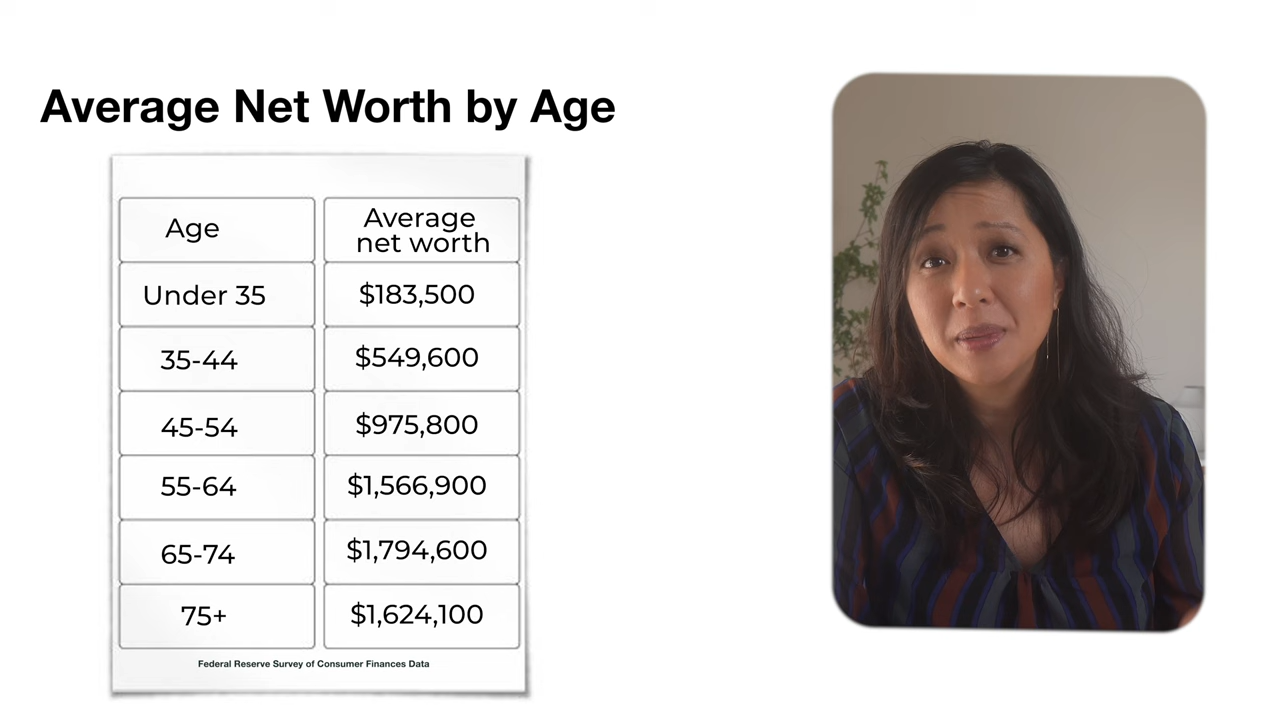 Average Net Worth by Age
Age
Average
net worth
Under 35
$183,500
35-44
$549,600
45-54
$975,800
55-64
$1,566,900
65-74
$1,794,600
75+
$1,624,100
Federal Reserve Survey of Consumer Finances Data